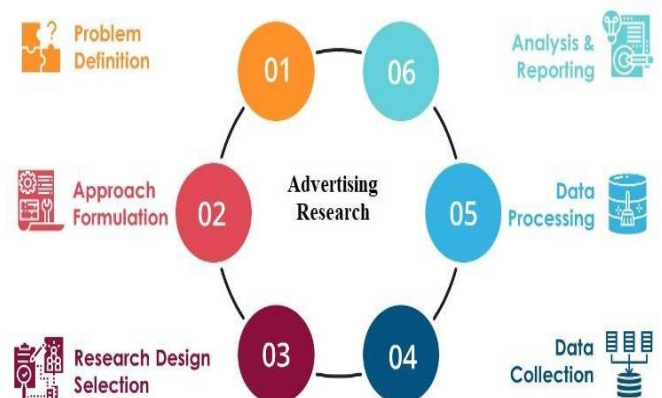 Problem
Definition
01
06
Analysis &
Reporting
Approach
Formulation
02
Advertising
Research
05
Data
Processing
Research Design
Selection
03
04
Data
Collection